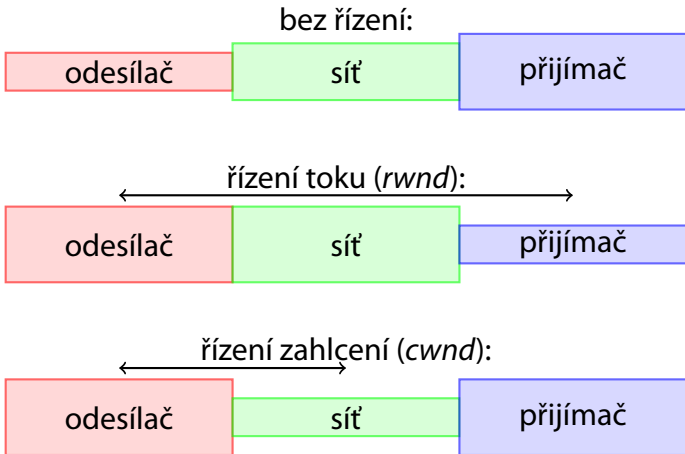 bez řízení:
odesílač síť přijímač
řízení toku (rwnd):
odesílač síť přijímač
řízení zahlcení (cwnd):
odesílač síť přijímač